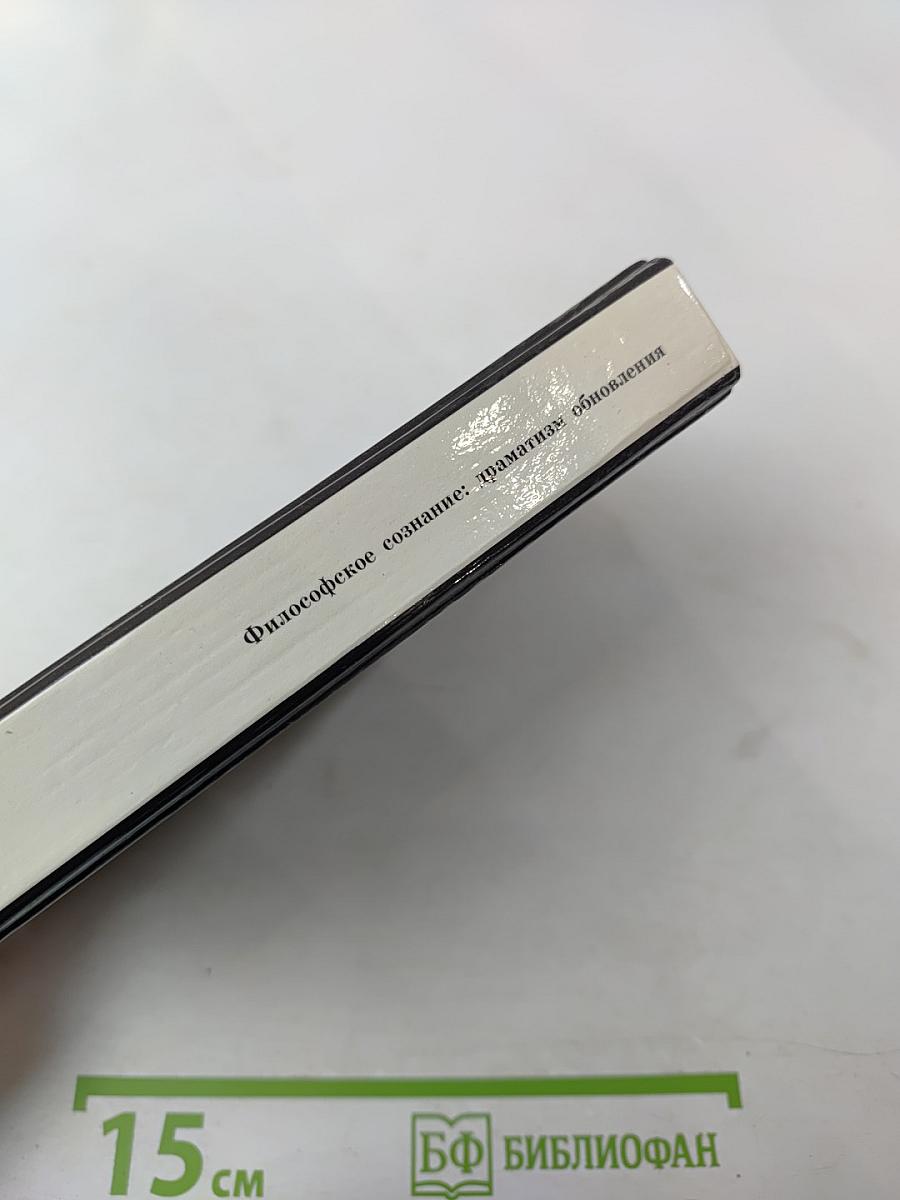 Философское сознание: драматизм обновления
15 см
БФ БИБЛИОФАН